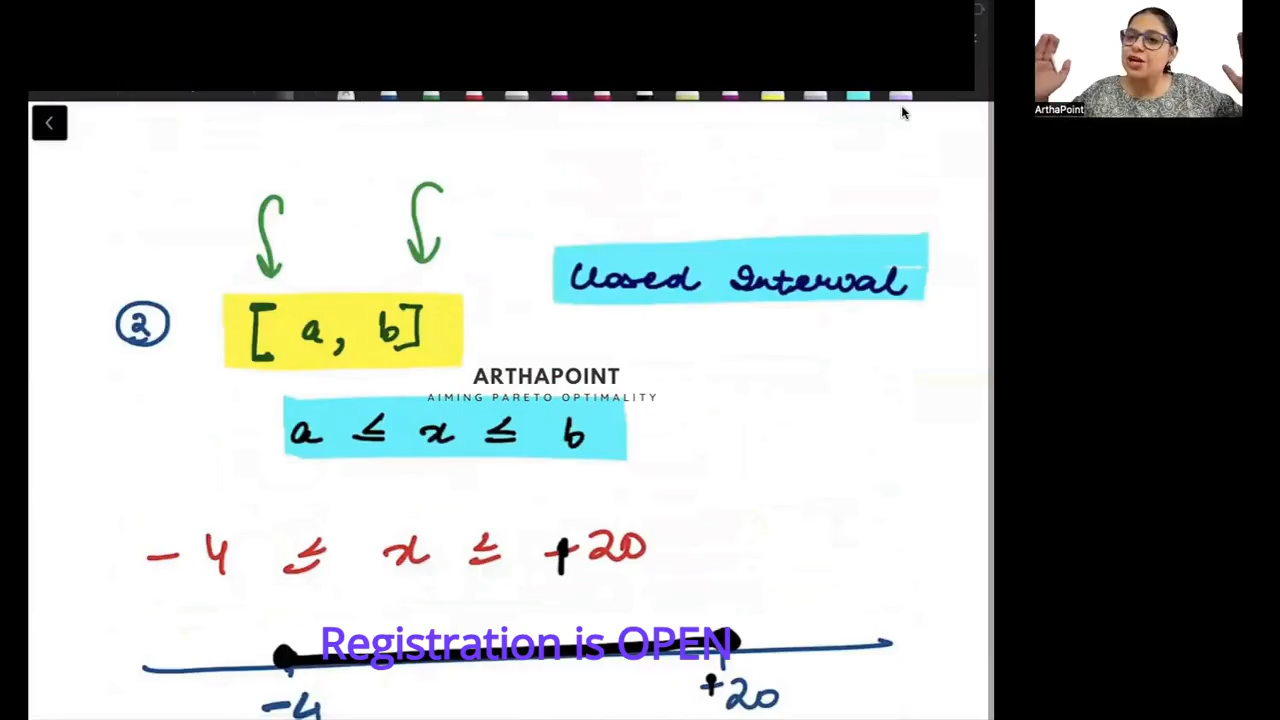 ArthaPoint
Closed Interval
② [ a, b ]
ARTHAPOINT
AIMING PARETO OPTIMALITY
a ≤ x ≤ b
- 4 ≤ x ≤ +20
Registration is OPEN
-4 +20